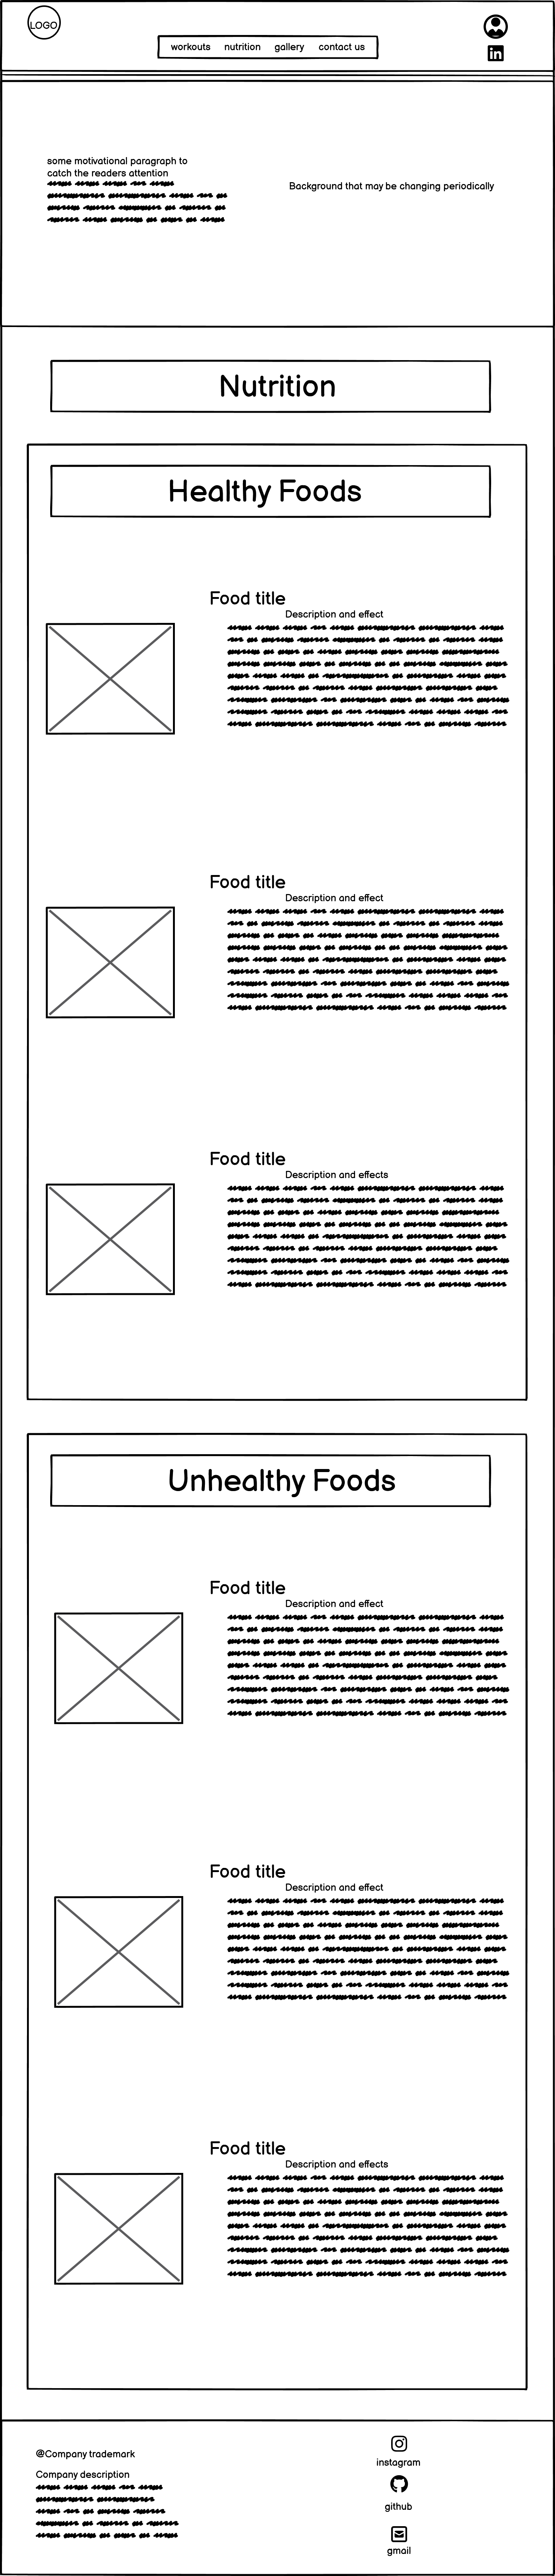 LOGO
workouts nutrition gallery contact us
some motivational paragraph to
catch the readers attention
Background that may be changing periodically
Nutrition
Healthy Foods
Food title
Description and effect
Food title
Description and effect
Food title
Description and effects
Unhealthy Foods
Food title
Description and effect
Food title
Description and effect
Food title
Description and effects
@Company trademark
Company description
instagram
github
gmail